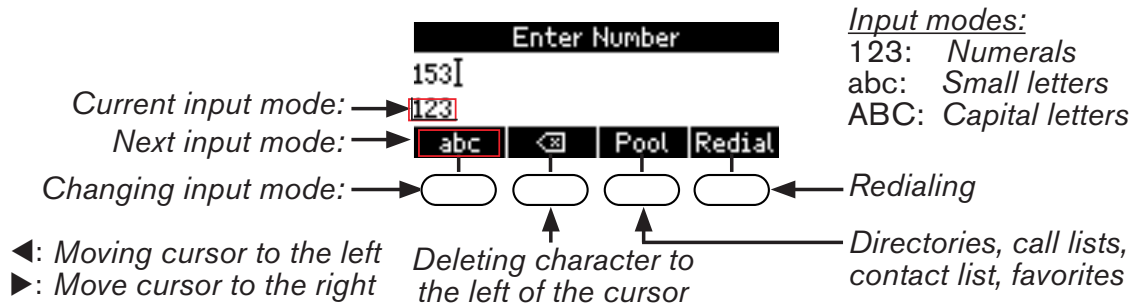 Enter Number
153
Current input mode: 123
Next input mode: abc ⌫ Pool Redial
Changing input mode:
Input modes:
123: Numerals
abc: Small letters
ABC: Capital letters
Redialing
◀: Moving cursor to the left
▶: Move cursor to the right
Deleting character to
the left of the cursor
Directories, call lists,
contact list, favorites